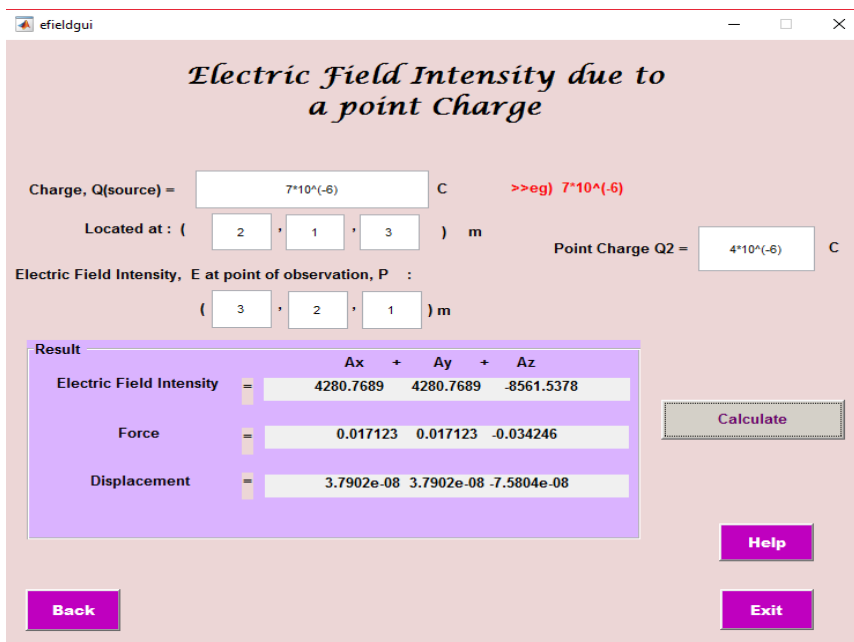 efieldgui
Electric Field Intensity due to
a point Charge
Charge, Q(source) = 7*10^(-6) C >>eg) 7*10^(-6)
Located at : ( 2 , 1 , 3 ) m
Point Charge Q2 = 4*10^(-6) C
Electric Field Intensity, E at point of observation, P :
( 3 , 2 , 1 ) m
Result
Ax + Ay + Az
Electric Field Intensity = 4280.7689 4280.7689 -8561.5378
Calculate
Force = 0.017123 0.017123 -0.034246
Displacement = 3.7902e-08 3.7902e-08 -7.5804e-08
Help
Back
Exit